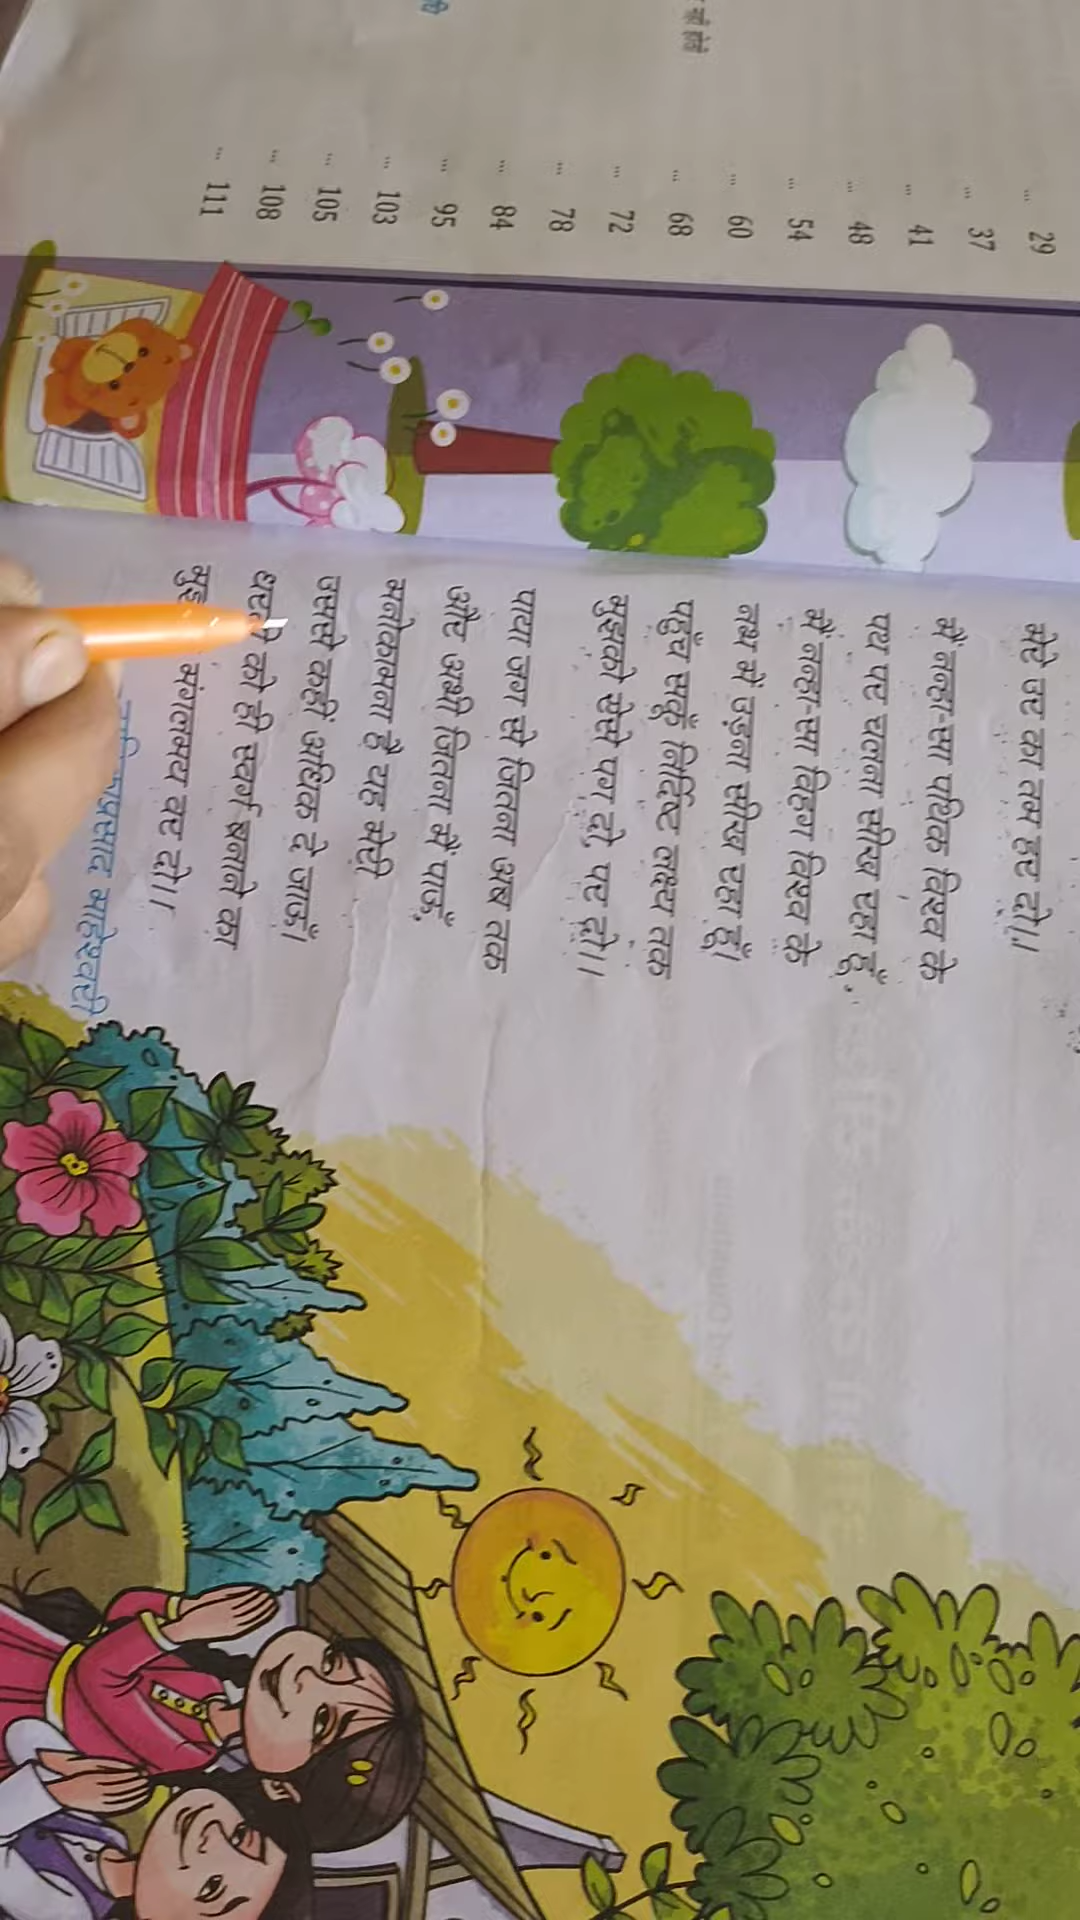 ... 29
... 37
... 41
... 48
... 54
... 60
... 68
... 72
... 78
... 84
... 95
... 103
... 105
... 108
... 111
मेरे उर का तम हर दो।।
मैं नन्हा-सा पथिक विश्व के
पथ पर चलना सीख रहा हूँ,
मैं नन्हा-सा विहग विश्व के
नभ में उड़ना सीख रहा हूँ।
पहुँच सकूँ निर्दिष्ट लक्ष्य तक
मुझको ऐसे पग दो, पर दो।।
पाया जग से जितना अब तक
और अभी जितना मैं पाऊँ,
मनोकामना है यह मेरी
उससे कहीं अधिक दे जाऊँ।
धरती को ही स्वर्ग बनाने का
मंगलमय वर दो।।
माहेश्वरी